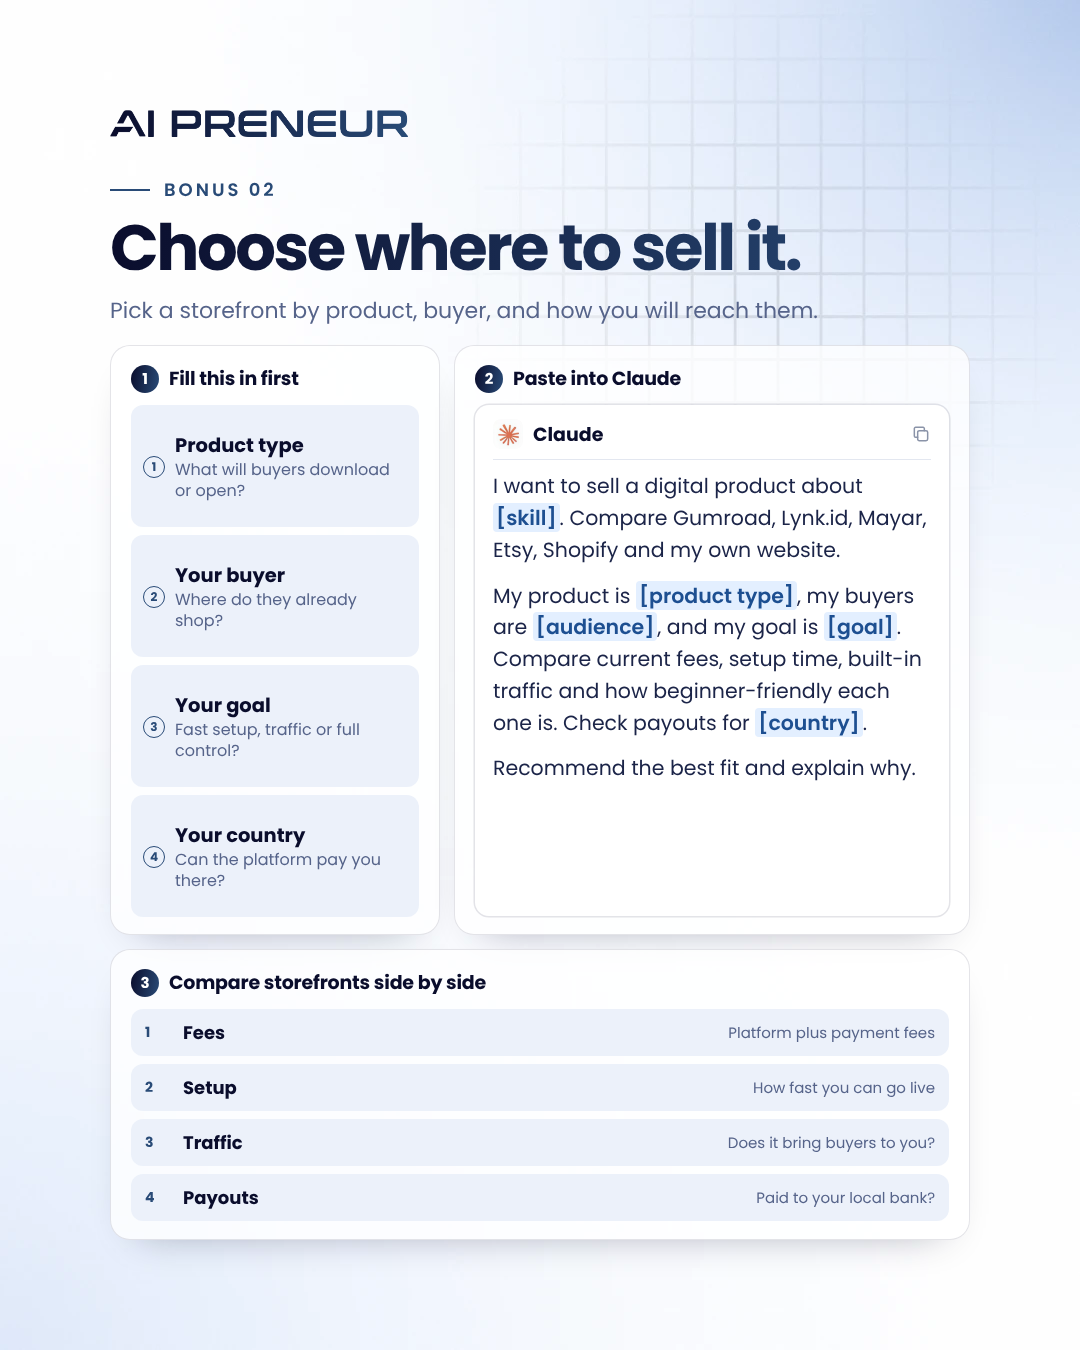 AI PRENEUR
BONUS 02
Choose where to sell it.
Pick a storefront by product, buyer, and how you will reach them.
1 Fill this in first
1 Product type
What will buyers download
or open?
2 Your buyer
Where do they already
shop?
3 Your goal
Fast setup, traffic or full
control?
4 Your country
Can the platform pay you
there?
2 Paste into Claude
Claude
I want to sell a digital product about
[skill]. Compare Gumroad, Lynk.id, Mayar,
Etsy, Shopify and my own website.
My product is [product type], my buyers
are [audience], and my goal is [goal].
Compare current fees, setup time, built-in
traffic and how beginner-friendly each
one is. Check payouts for [country].
Recommend the best fit and explain why.
3 Compare storefronts side by side
1 Fees Platform plus payment fees
2 Setup How fast you can go live
3 Traffic Does it bring buyers to you?
4 Payouts Paid to your local bank?